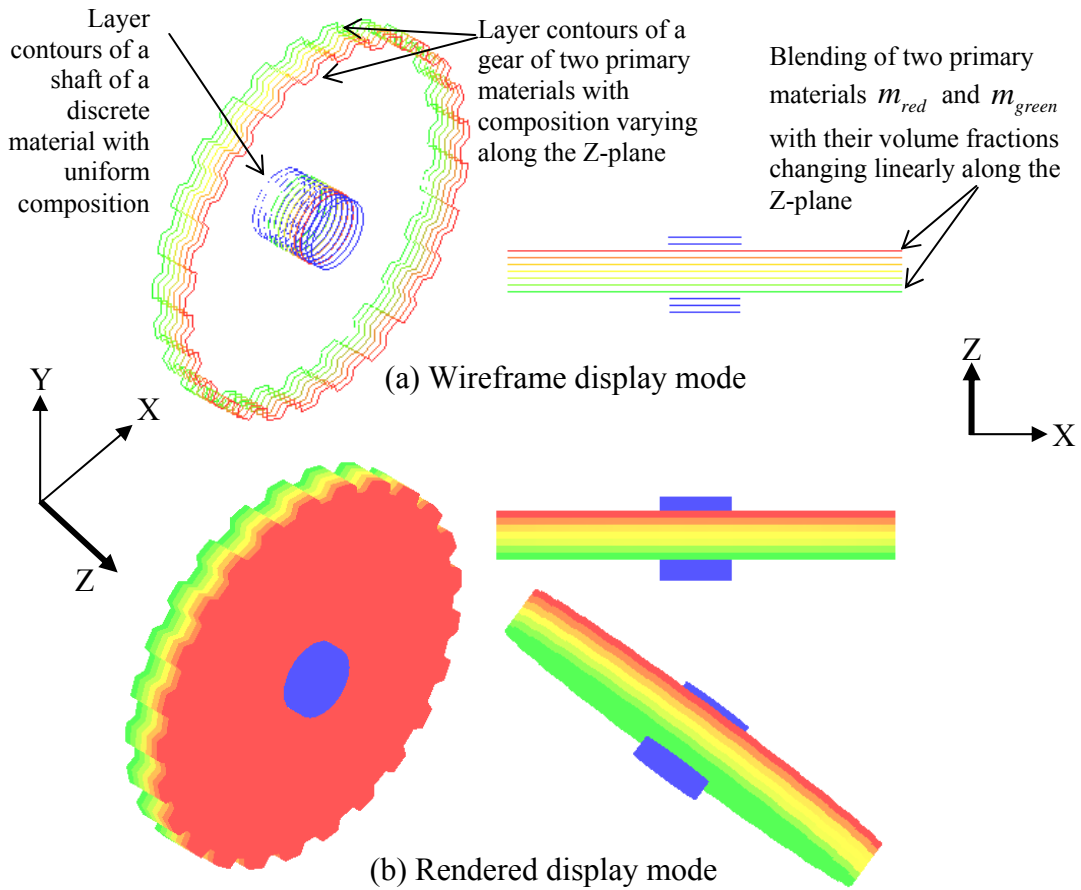 Layer
contours of a
shaft of a
discrete
material with
uniform
composition
Layer contours of a
gear of two primary
materials with
composition varying
along the Z-plane
Blending of two primary
materials m_red and m_green
with their volume fractions
changing linearly along the
Z-plane
(a) Wireframe display mode
Y
X
Z
Z
X
(b) Rendered display mode